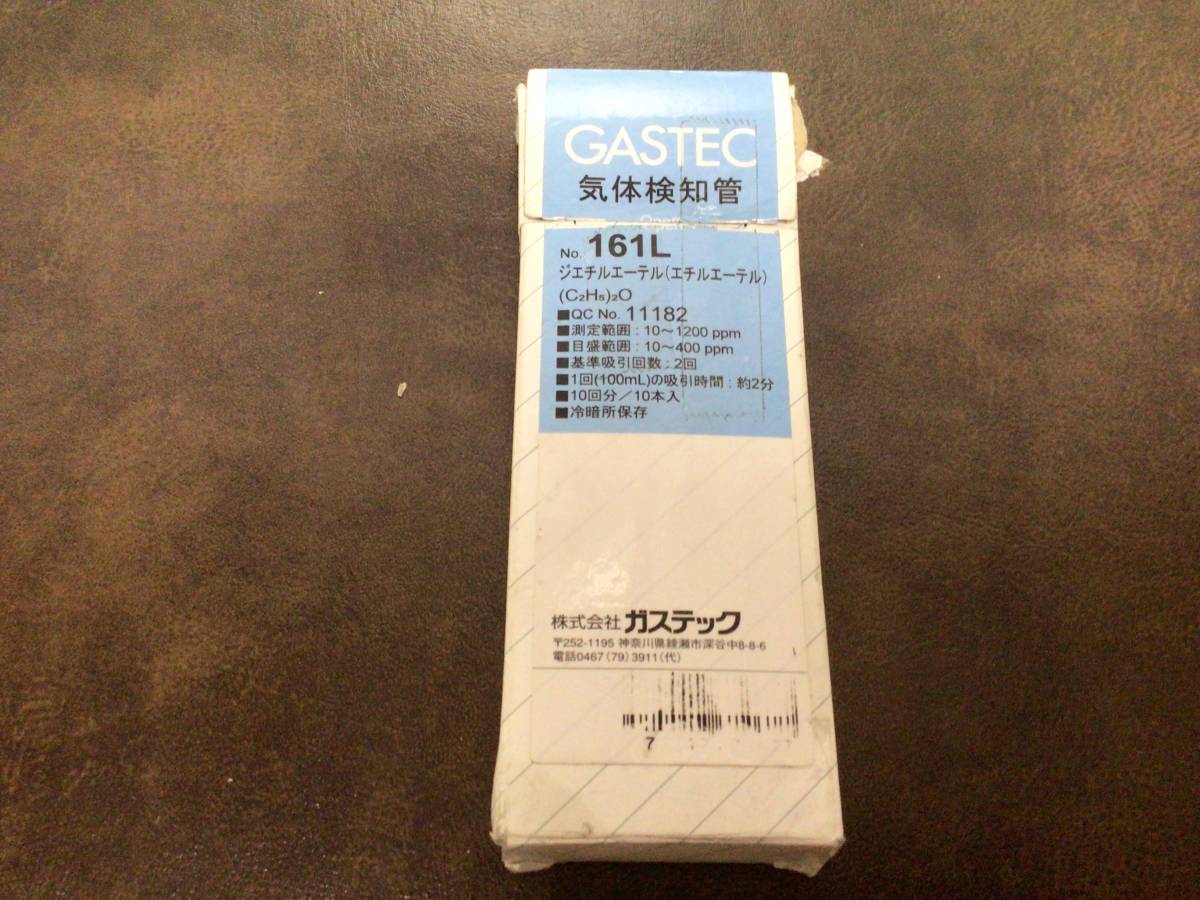 GASTEC
気体検知管
Open
No. 161L
ジエチルエーテル(エチルエーテル)
(C₂H₅)₂O
■QC No. 11182
■測定範囲:10～1200 ppm
■目盛範囲:10～400 ppm
■基準吸引回数:2回
■1回(100mL)の吸引時間:約2分
■10回分/10本入
■冷暗所保存
株式会社 ガステック
〒252-1195 神奈川県綾瀬市深谷中8-8-6
電話0467(79)3911(代)
7